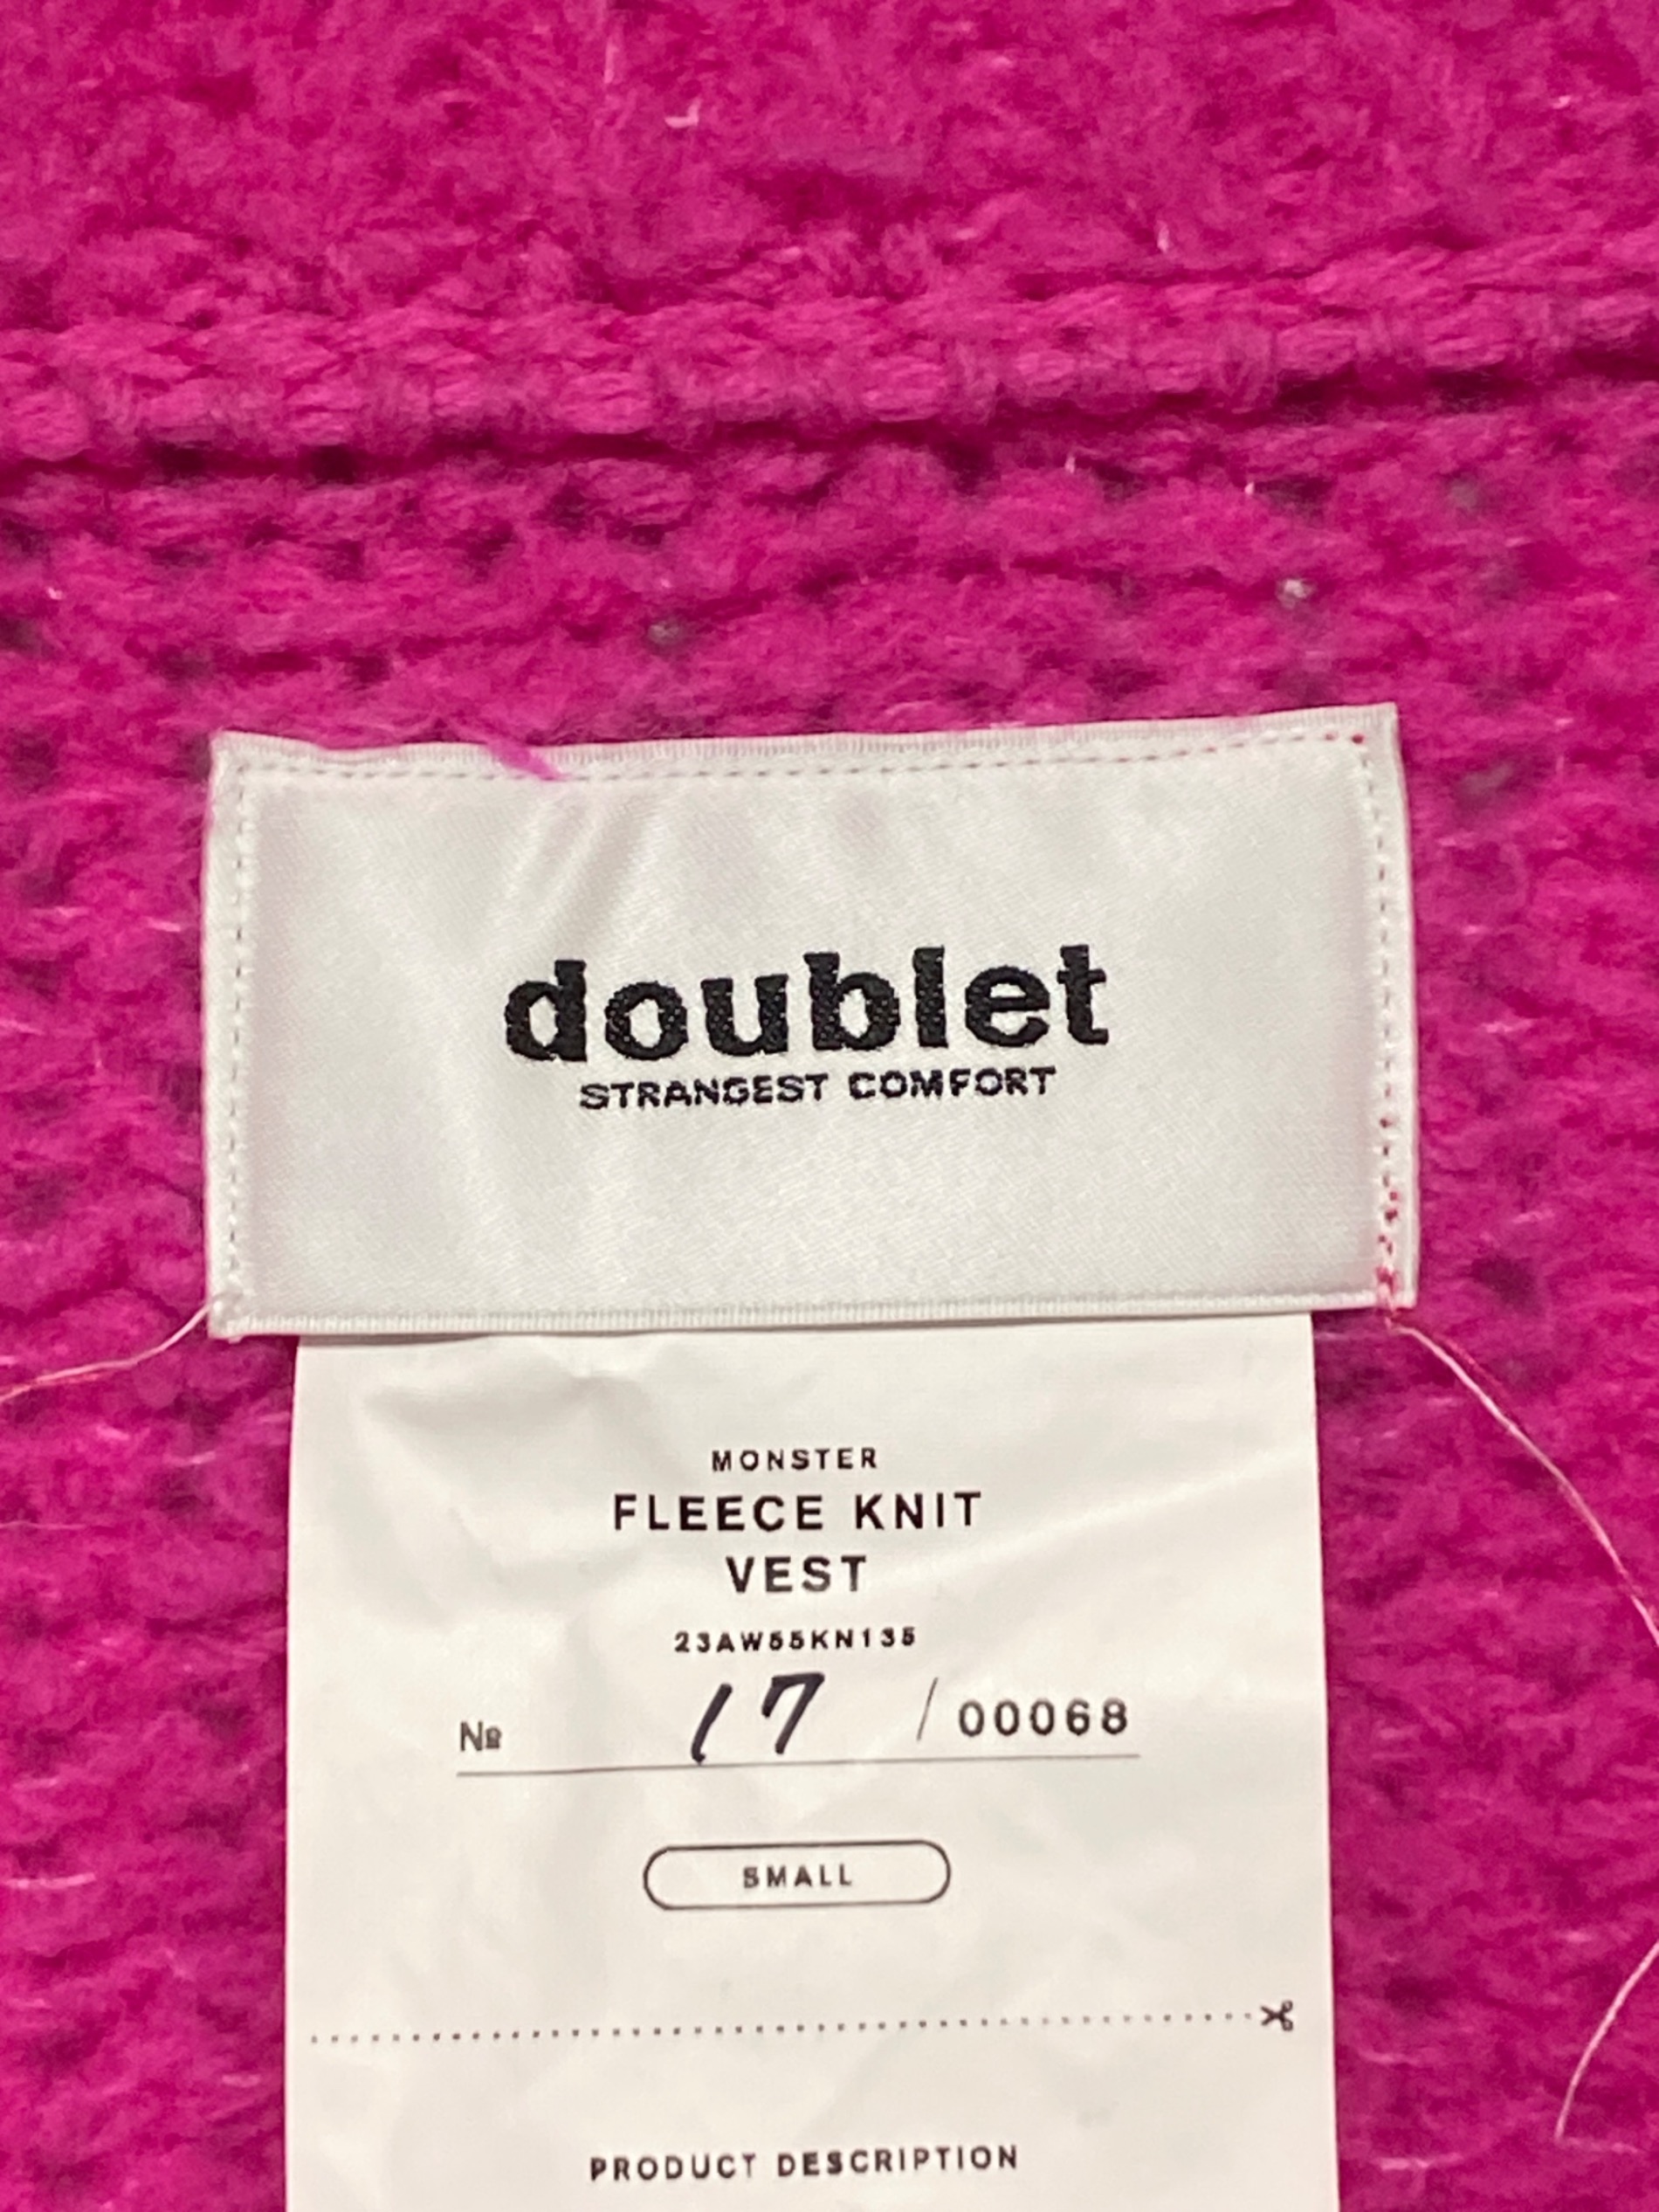 doublet
STRANGEST COMFORT
MONSTER
FLEECE KNIT
VEST
23AW55KN135
№ 17 / 00068
SMALL
PRODUCT DESCRIPTION